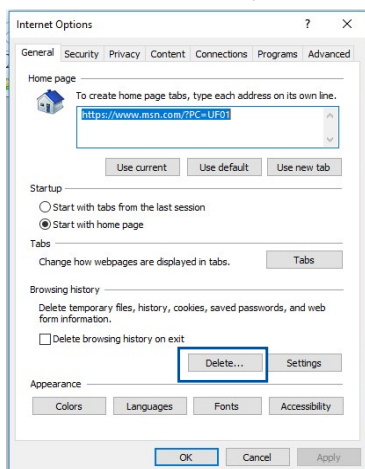 Internet Options ? X
General Security Privacy Content Connections Programs Advanced
Home page
To create home page tabs, type each address on its own line.
https://www.msn.com/?PC=UF01
Use current Use default Use new tab
Startup
Start with tabs from the last session
Start with home page
Tabs
Change how webpages are displayed in tabs. Tabs
Browsing history
Delete temporary files, history, cookies, saved passwords, and web
form information.
Delete browsing history on exit
Delete... Settings
Appearance
Colors Languages Fonts Accessibility
OK Cancel Apply